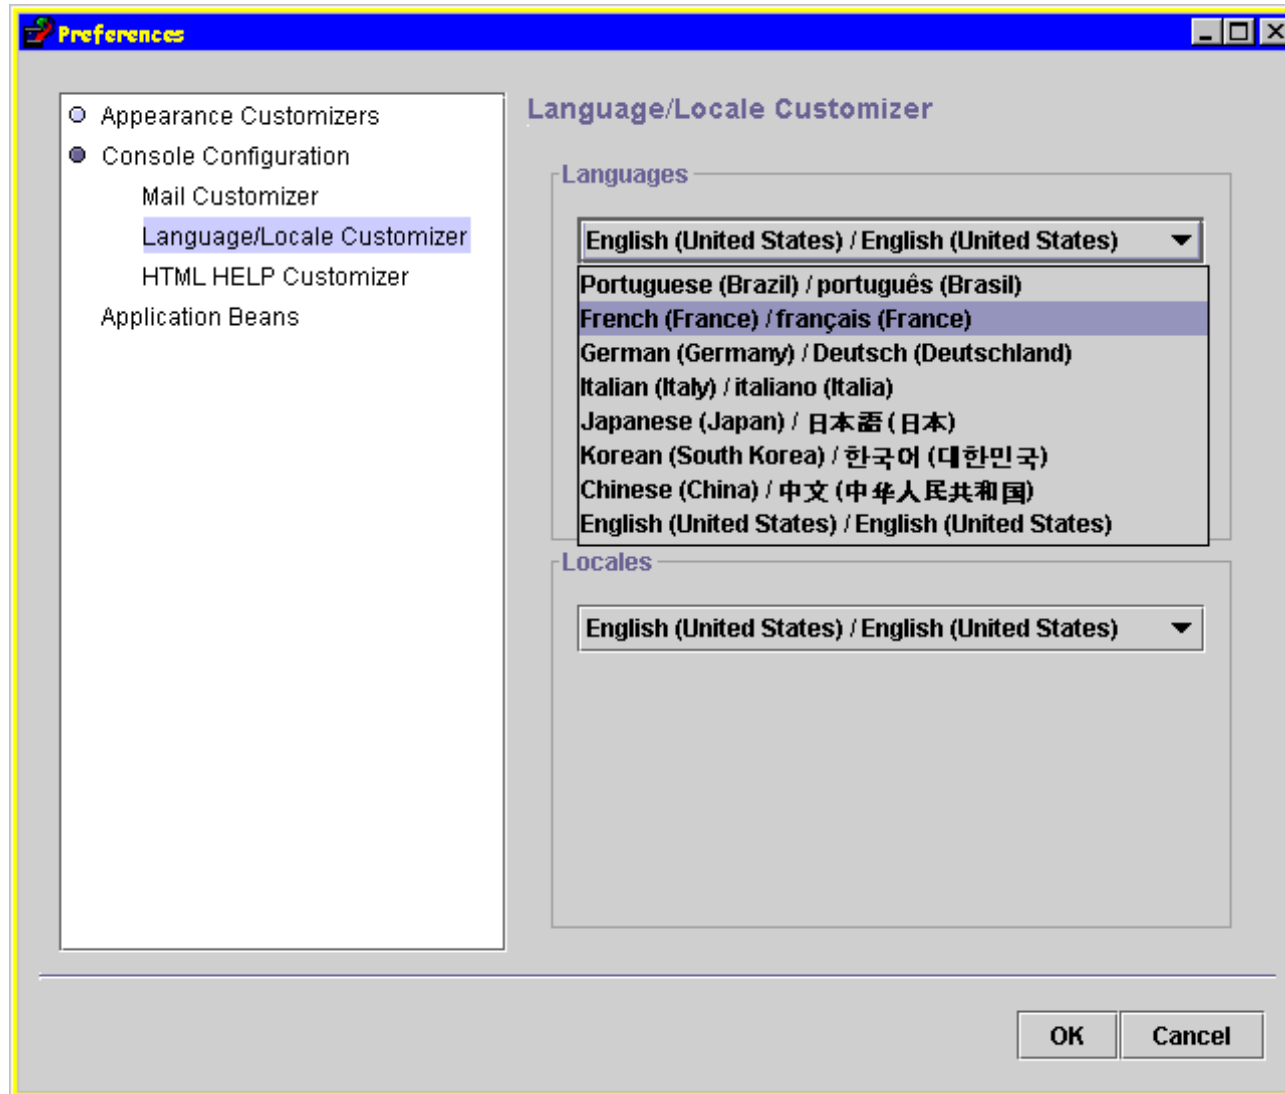 Preferences
Appearance Customizers
Console Configuration
Mail Customizer
Language/Locale Customizer
HTML HELP Customizer
Application Beans
Language/Locale Customizer
Languages
English (United States) / English (United States)
Portuguese (Brazil) / português (Brasil)
French (France) / français (France)
German (Germany) / Deutsch (Deutschland)
Italian (Italy) / italiano (Italia)
Japanese (Japan) / 日本語 (日本)
Korean (South Korea) / 한국어 (대한민국)
Chinese (China) / 中文 (中华人民共和国)
English (United States) / English (United States)
Locales
English (United States) / English (United States)
OK
Cancel